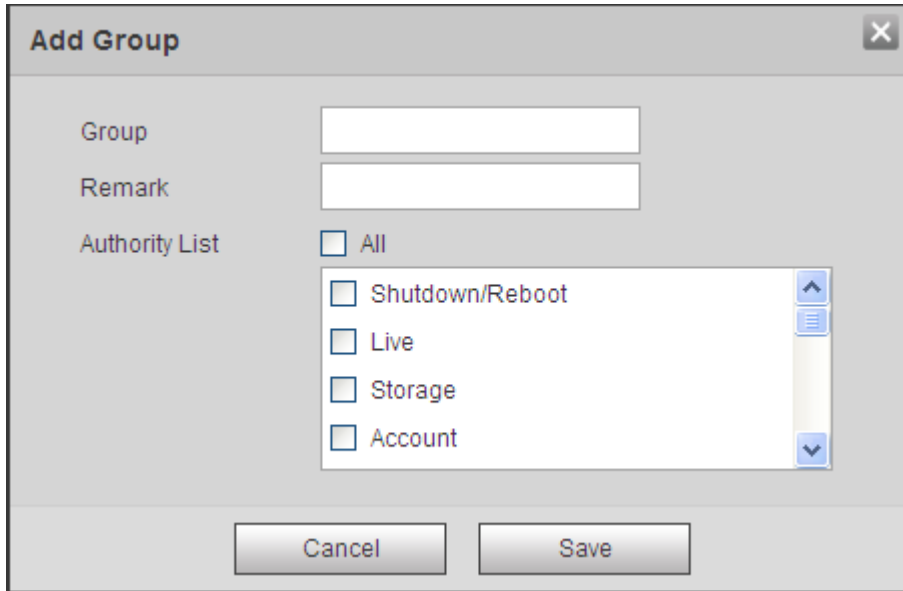 Add Group
Group
Remark
Authority List
All
Shutdown/Reboot
Live
Storage
Account
Cancel
Save